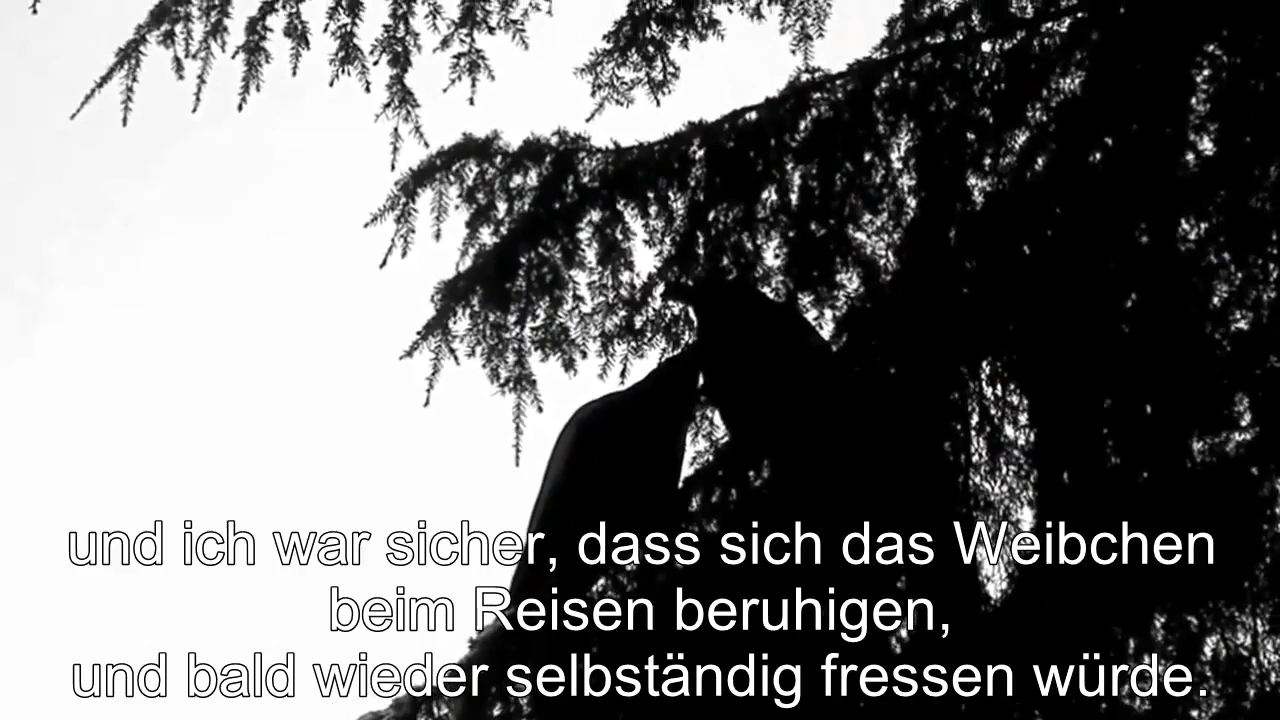 und ich war sicher, dass sich das Weibchen
beim Reisen beruhigen,
und bald wieder selbständig fressen würde.